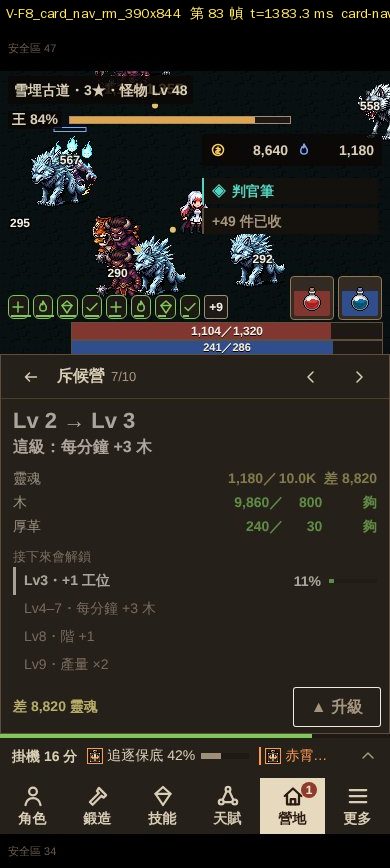 V-F8_card_nav_rm_390x844 第 83 幀 t=1383.3 ms card-nav
安全區 47
雪埋古道・3★・怪物 Lv 48
558
王 84%
8,640 1,180
567
判官筆
295
+49 件已收
292
290
+9
1,104／1,320
241／286
← 斥候營 7/10
Lv 2 → Lv 3
這級：每分鐘 +3 木
靈魂 1,180／10.0K 差 8,820
木 9,860／ 800 夠
厚革 240／ 30 夠
接下來會解鎖
Lv3・+1 工位 11%
Lv4–7・每分鐘 +3 木
Lv8・階 +1
Lv9・產量 ×2
差 8,820 靈魂
▲ 升級
掛機 16 分 追逐保底 42% 赤霄…
1
角色 鍛造 技能 天賦 營地 更多
安全區 34